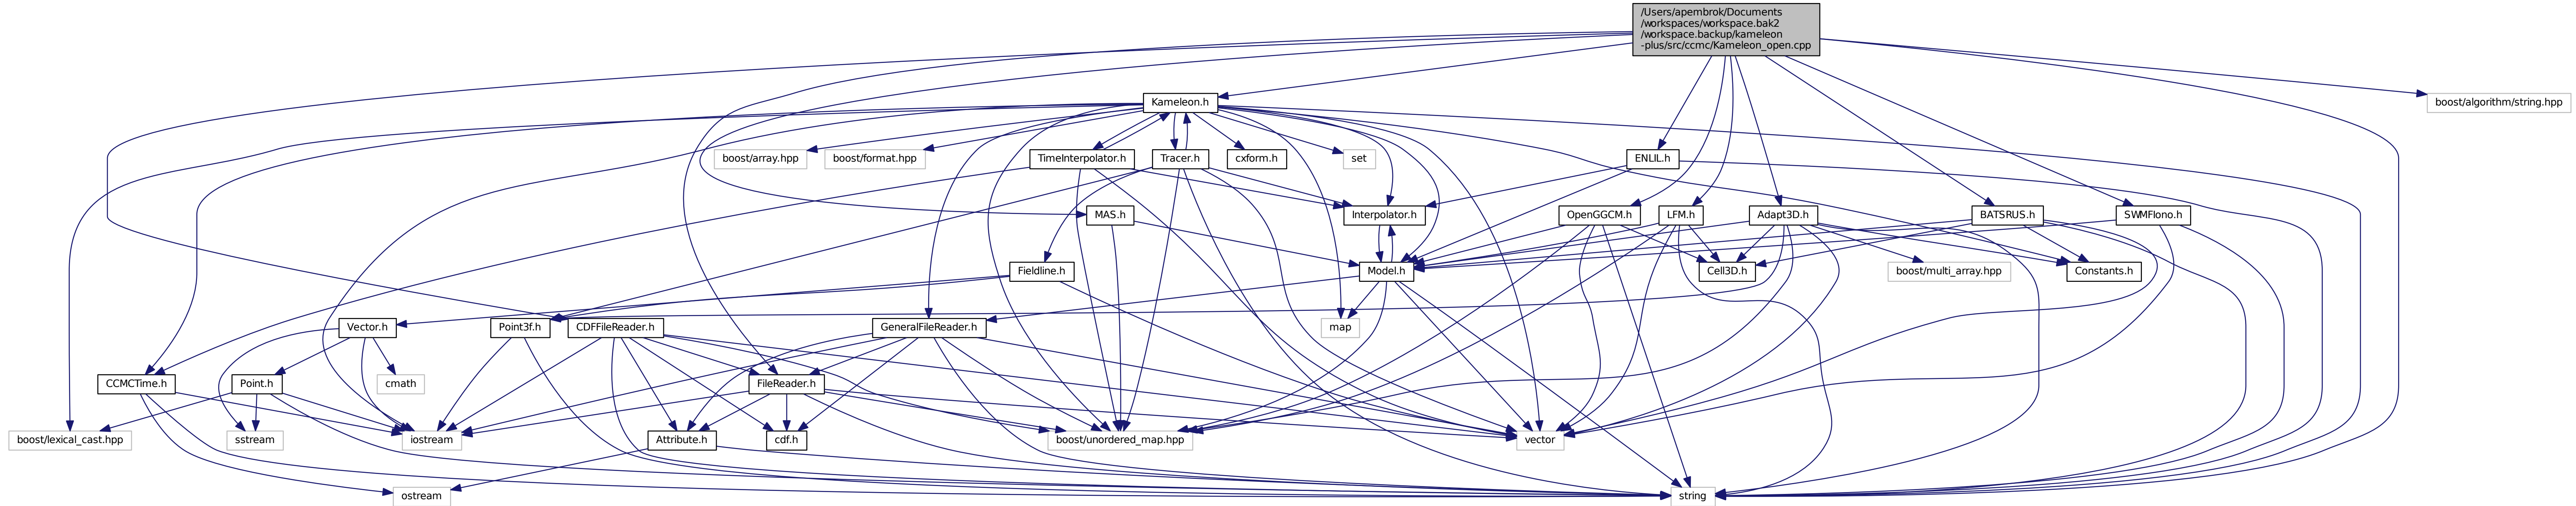 /Users/apembrok/Documents
/workspaces/workspace.bak2
/workspace.backup/kameleon
-plus/src/ccmc/Kameleon_open.cpp
Kameleon.h
boost/algorithm/string.hpp
boost/array.hpp
boost/format.hpp
TimeInterpolator.h
Tracer.h
cxform.h
set
ENLIL.h
MAS.h
Interpolator.h
OpenGGCM.h
LFM.h
Adapt3D.h
BATSRUS.h
SWMFIono.h
Fieldline.h
Model.h
Cell3D.h
boost/multi_array.hpp
Constants.h
Vector.h
Point3f.h
CDFFileReader.h
GeneralFileReader.h
map
CCMCTime.h
Point.h
cmath
FileReader.h
boost/lexical_cast.hpp
sstream
iostream
Attribute.h
cdf.h
boost/unordered_map.hpp
vector
ostream
string